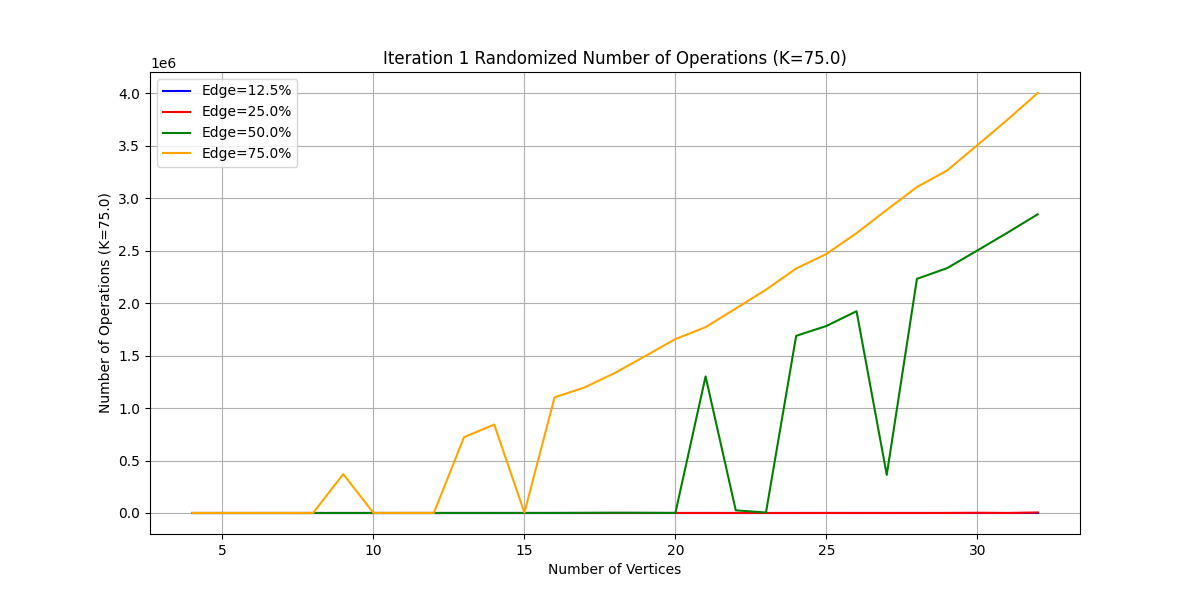 Iteration 1 Randomized Number of Operations (K=75.0)
1e6
Edge=12.5%
Edge=25.0%
Edge=50.0%
Edge=75.0%
4.0
3.5
3.0
2.5
2.0
1.5
1.0
0.5
0.0
Number of Operations (K=75.0)
5 10 15 20 25 30
Number of Vertices